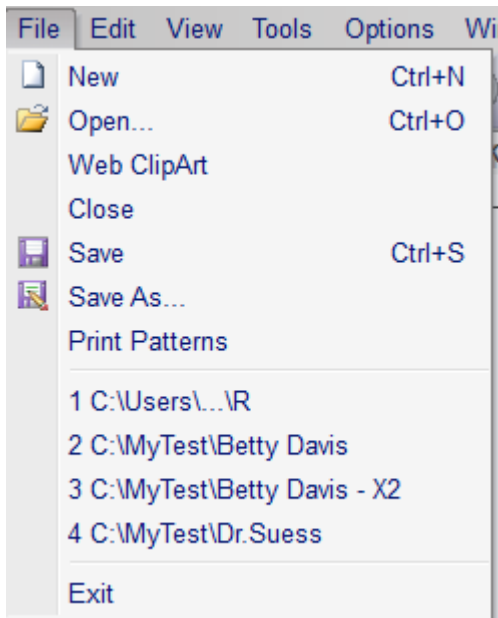 File Edit View Tools Options Wi
New Ctrl+N
Open... Ctrl+O
Web ClipArt
Close
Save Ctrl+S
Save As...
Print Patterns
1 C:\Users\...\R
2 C:\MyTest\Betty Davis
3 C:\MyTest\Betty Davis - X2
4 C:\MyTest\Dr.Suess
Exit